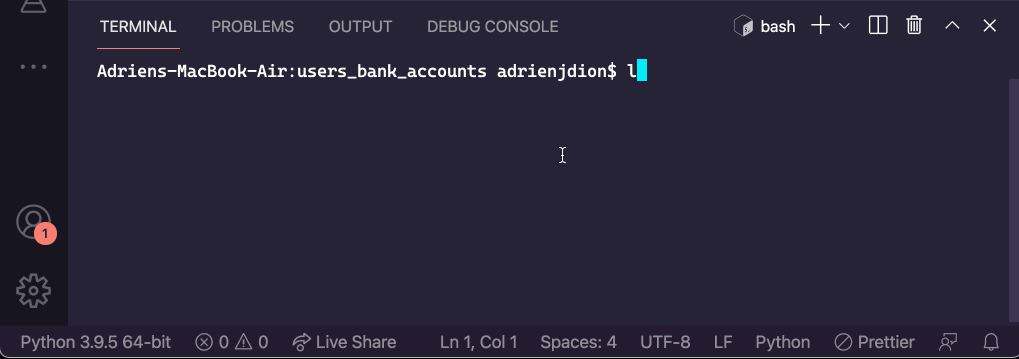 TERMINAL PROBLEMS OUTPUT DEBUG CONSOLE bash
Adriens-MacBook-Air:users_bank_accounts adrienjdion$ l
1
Python 3.9.5 64-bit 0 0 Live Share Ln 1, Col 1 Spaces: 4 UTF-8 LF Python Prettier